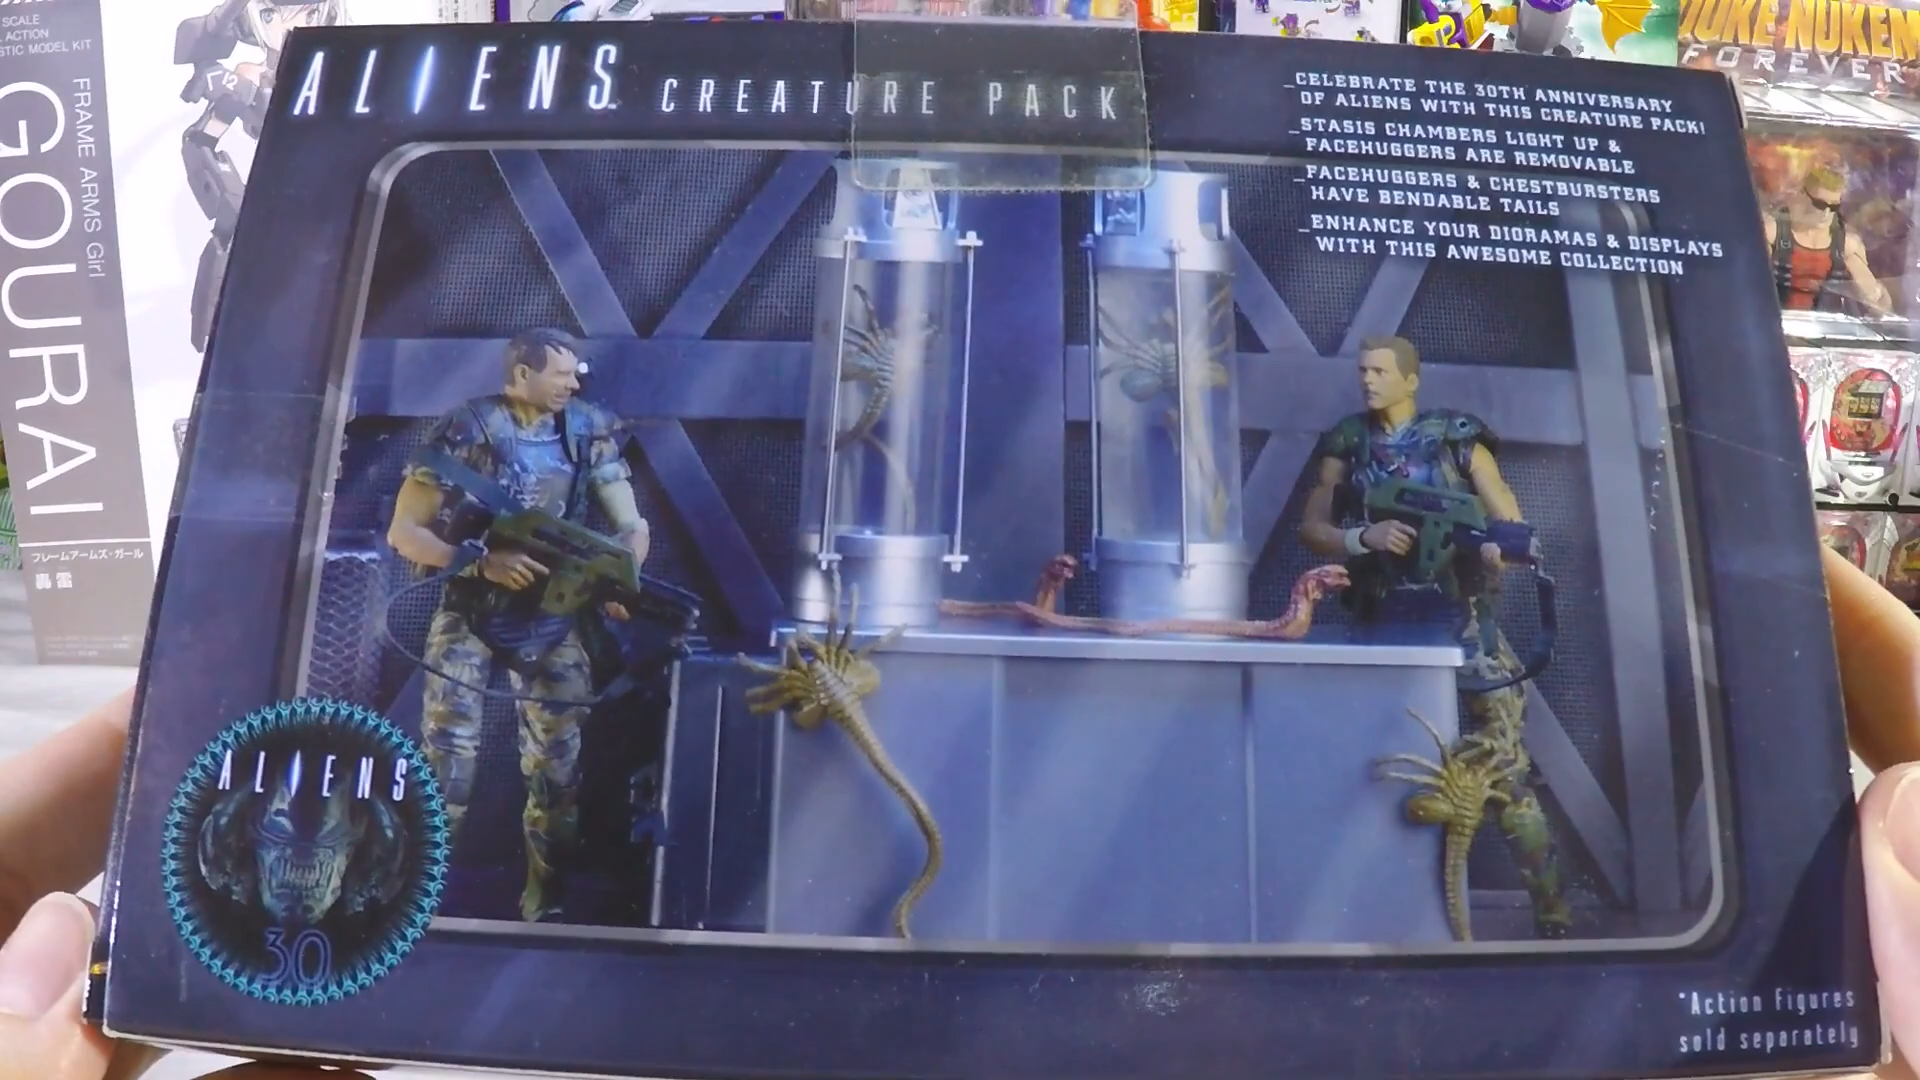 SCALE
ACTION
STIC MODEL KIT
FRAME ARMS Girl
GOURAI
フレームアームズ・ガール
轟雷
DUKE NUKEM
FOREVER
ALIENS
CREATURE PACK
_CELEBRATE THE 30TH ANNIVERSARY
OF ALIENS WITH THIS CREATURE PACK!
_STASIS CHAMBERS LIGHT UP &
FACEHUGGERS ARE REMOVABLE
_FACEHUGGERS & CHESTBURSTERS
HAVE BENDABLE TAILS
_ENHANCE YOUR DIORAMAS & DISPLAYS
WITH THIS AWESOME COLLECTION
ALIENS
30
*Action Figures
sold separately